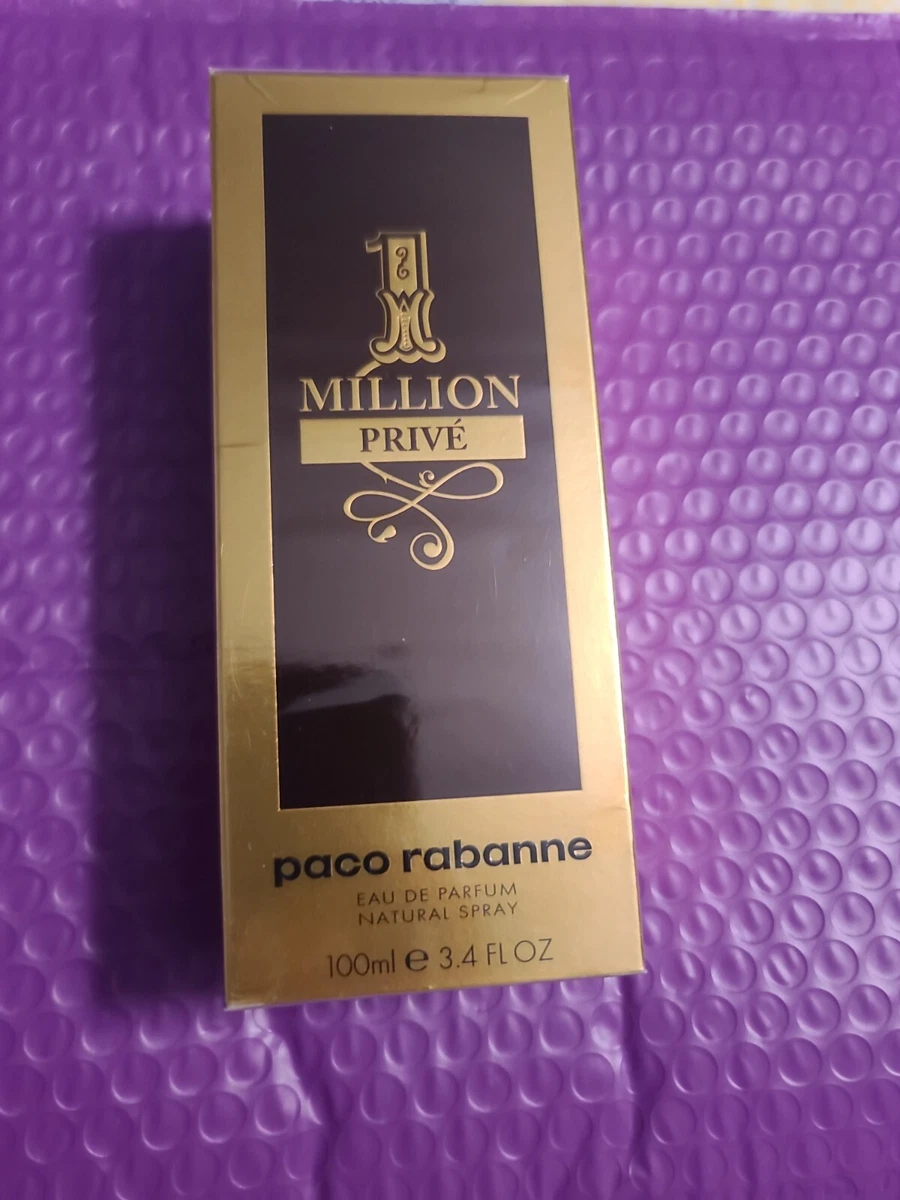 1
MILLION
PRIVÉ
paco rabanne
EAU DE PARFUM
NATURAL SPRAY
100ml e 3.4 FL OZ